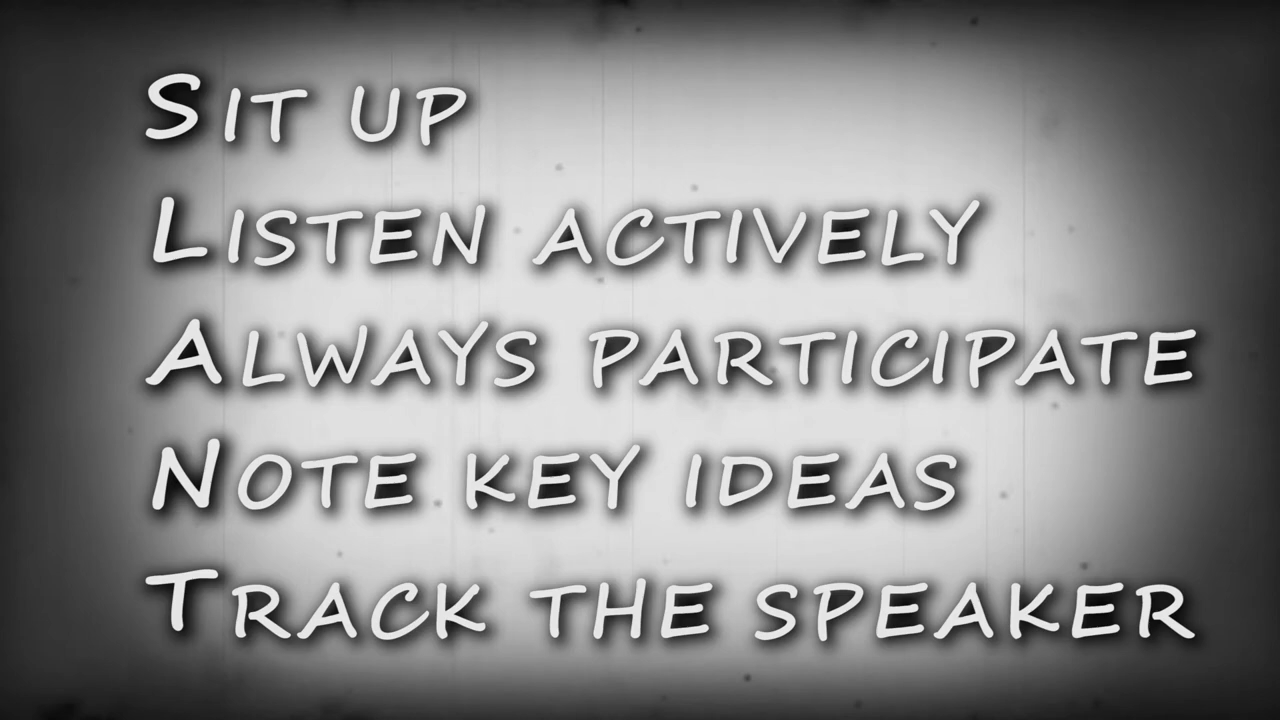 Sit up
Listen actively
Always participate
Note key ideas
Track the speaker